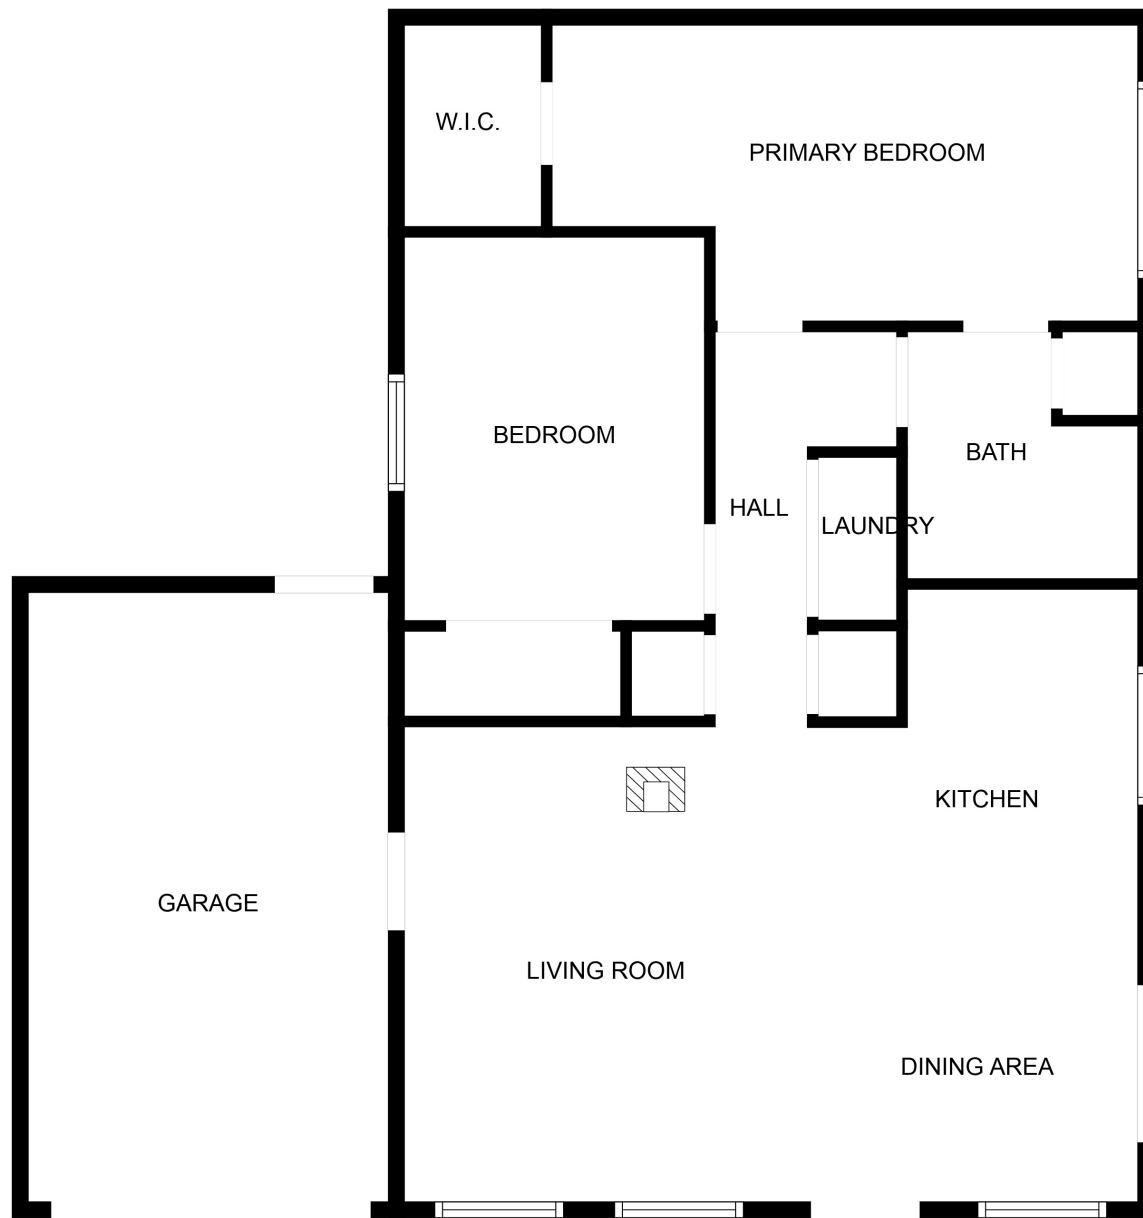 W.I.C.
PRIMARY BEDROOM
BEDROOM
BATH
HALL
LAUNDRY
KITCHEN
GARAGE
LIVING ROOM
DINING AREA